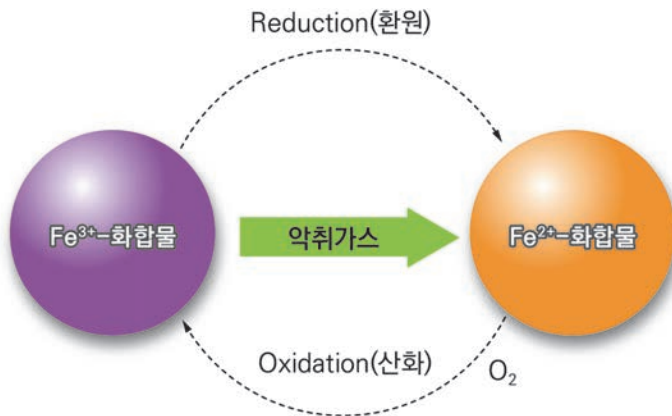 Reduction(환원)
Fe³⁺-화합물
악취가스
Fe²⁺-화합물
Oxidation(산화)
O₂